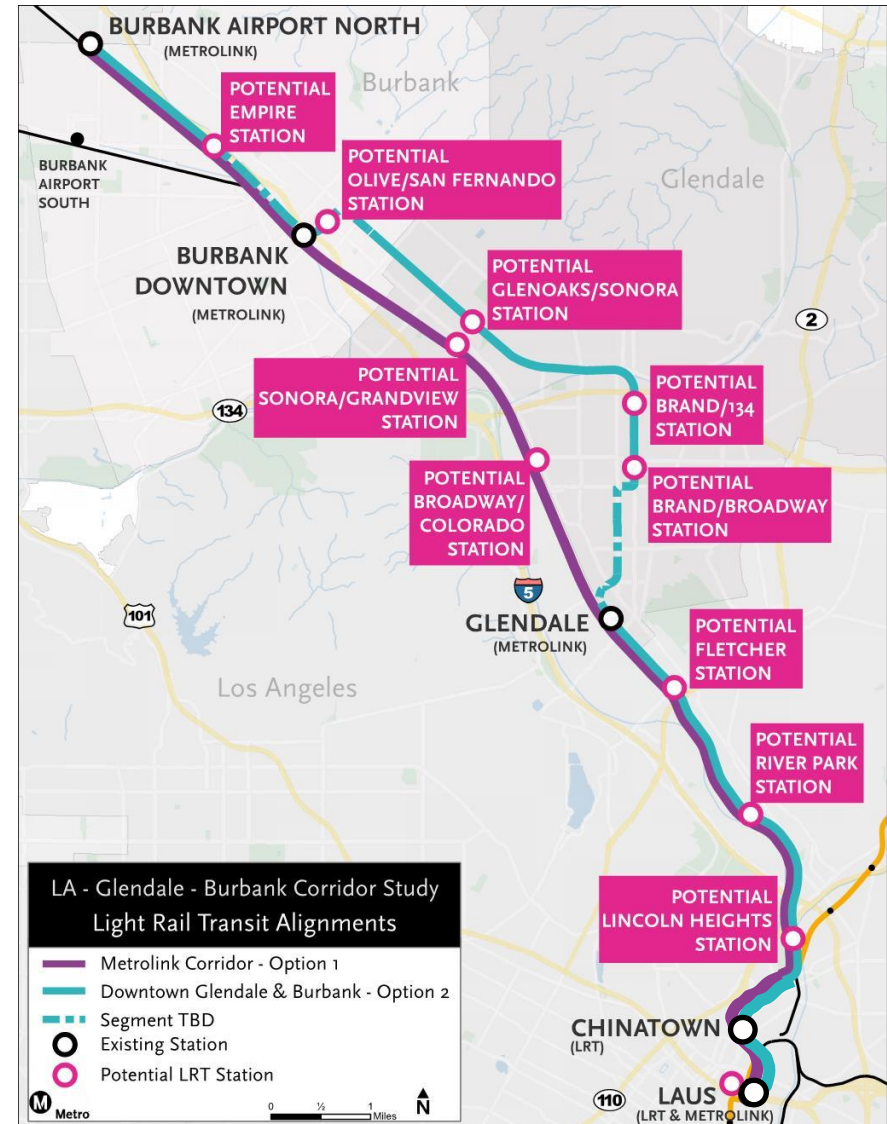 BURBANK AIRPORT NORTH
(METROLINK)
POTENTIAL
EMPIRE
STATION
Burbank
BURBANK
AIRPORT
SOUTH
POTENTIAL
OLIVE/SAN FERNANDO
STATION
Glendale
BURBANK
DOWNTOWN
(METROLINK)
POTENTIAL
GLENOAKS/SONORA
STATION
2
POTENTIAL
SONORA/GRANDVIEW
STATION
134
POTENTIAL
BRAND/134
STATION
POTENTIAL
BROADWAY/
COLORADO
STATION
POTENTIAL
BRAND/BROADWAY
STATION
5
101
GLENDALE
(METROLINK)
POTENTIAL
FLETCHER
STATION
Los Angeles
POTENTIAL
RIVER PARK
STATION
POTENTIAL
LINCOLN HEIGHTS
STATION
CHINATOWN
(LRT)
110
LAUS
(LRT & METROLINK)
LA - Glendale - Burbank Corridor Study
Light Rail Transit Alignments
Metrolink Corridor - Option 1
Downtown Glendale & Burbank - Option 2
Segment TBD
Existing Station
Potential LRT Station
M Metro
0 ½ 1 Miles
N